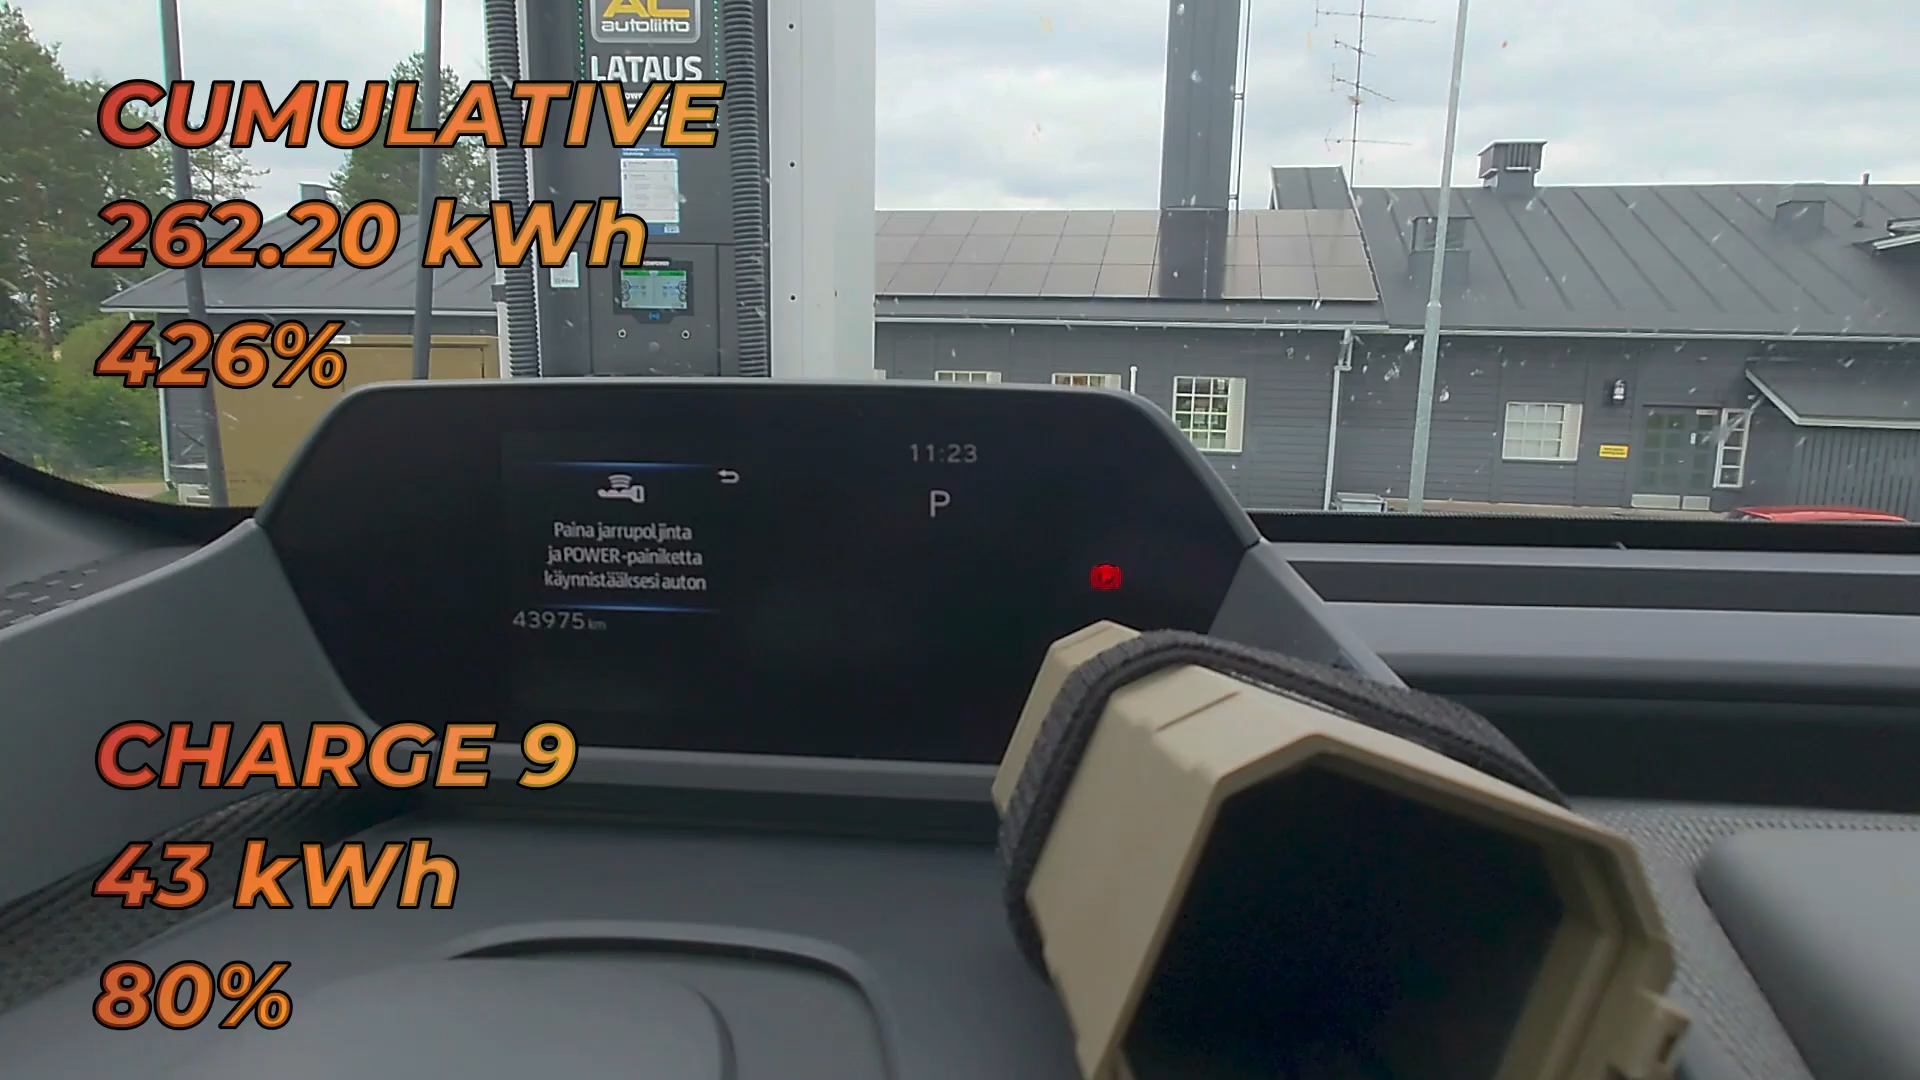 AL
autoliitto
LATAUS
CUMULATIVE
262.20 kWh
426%
11:23
P
Paina jarrupoljinta
ja POWER-painiketta
käynnistääksesi auton
43975 km
CHARGE 9
43 kWh
80%